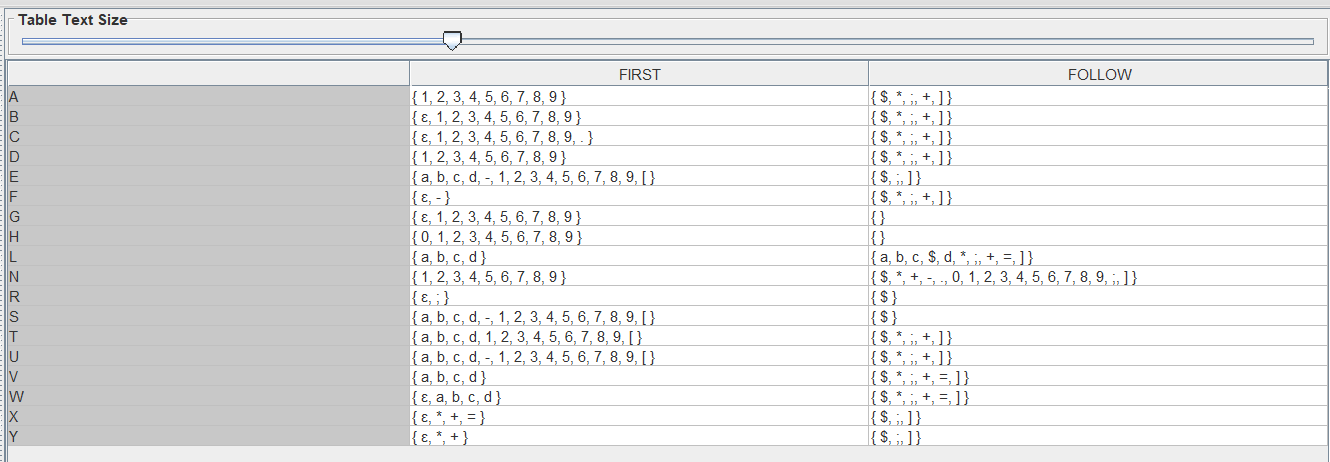 Table Text Size
FIRST FOLLOW
A { 1, 2, 3, 4, 5, 6, 7, 8, 9 } { $, *, ;, +, ] }
B { ε, 1, 2, 3, 4, 5, 6, 7, 8, 9 } { $, *, ;, +, ] }
C { ε, 1, 2, 3, 4, 5, 6, 7, 8, 9, . } { $, *, ;, +, ] }
D { 1, 2, 3, 4, 5, 6, 7, 8, 9 } { $, *, ;, +, ] }
E { a, b, c, d, -, 1, 2, 3, 4, 5, 6, 7, 8, 9, [ } { $, ;, ] }
F { ε, - } { $, *, ;, +, ] }
G { ε, 1, 2, 3, 4, 5, 6, 7, 8, 9 } { }
H { 0, 1, 2, 3, 4, 5, 6, 7, 8, 9 } { }
L { a, b, c, d } { a, b, c, $, d, *, ;, +, =, ] }
N { 1, 2, 3, 4, 5, 6, 7, 8, 9 } { $, *, +, -, ., 0, 1, 2, 3, 4, 5, 6, 7, 8, 9, ;, ] }
R { ε, ; } { $ }
S { a, b, c, d, -, 1, 2, 3, 4, 5, 6, 7, 8, 9, [ } { $ }
T { a, b, c, d, 1, 2, 3, 4, 5, 6, 7, 8, 9, [ } { $, *, ;, +, ] }
U { a, b, c, d, -, 1, 2, 3, 4, 5, 6, 7, 8, 9, [ } { $, *, ;, +, ] }
V { a, b, c, d } { $, *, ;, +, =, ] }
W { ε, a, b, c, d } { $, *, ;, +, =, ] }
X { ε, *, +, = } { $, ;, ] }
Y { ε, *, + } { $, ;, ] }